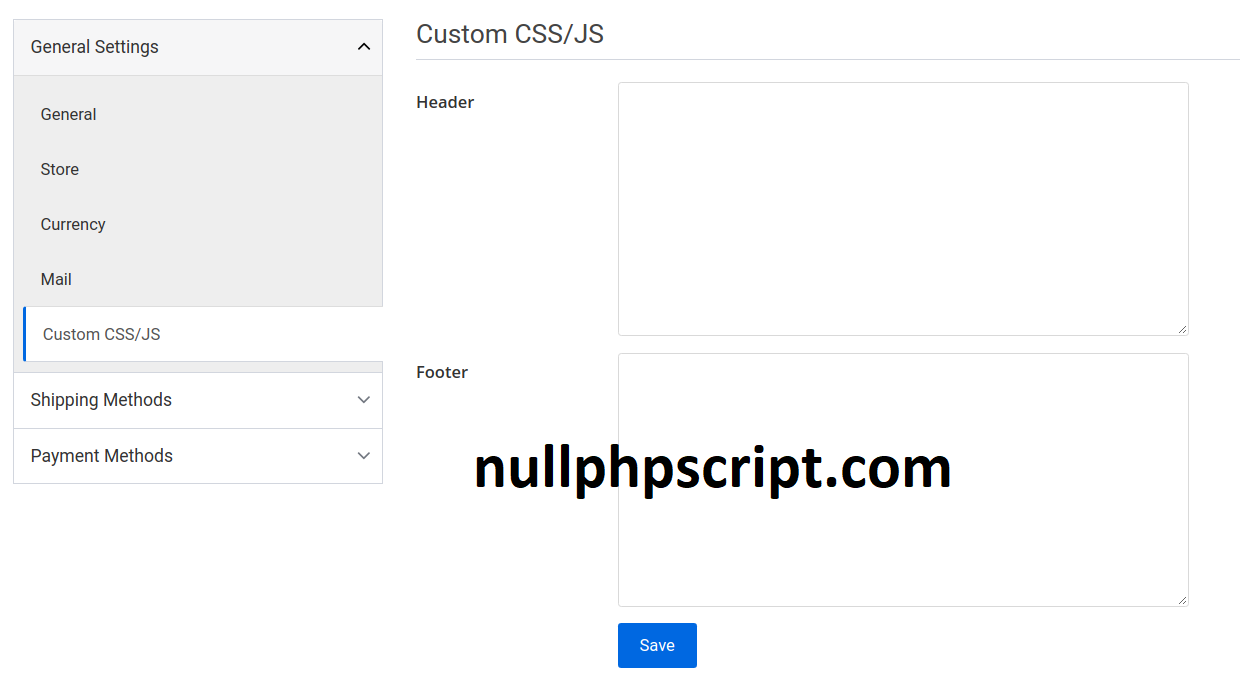 General Settings
General
Store
Currency
Mail
Custom CSS/JS
Shipping Methods
Payment Methods
Custom CSS/JS
Header
Footer
nullphpscript.com
Save